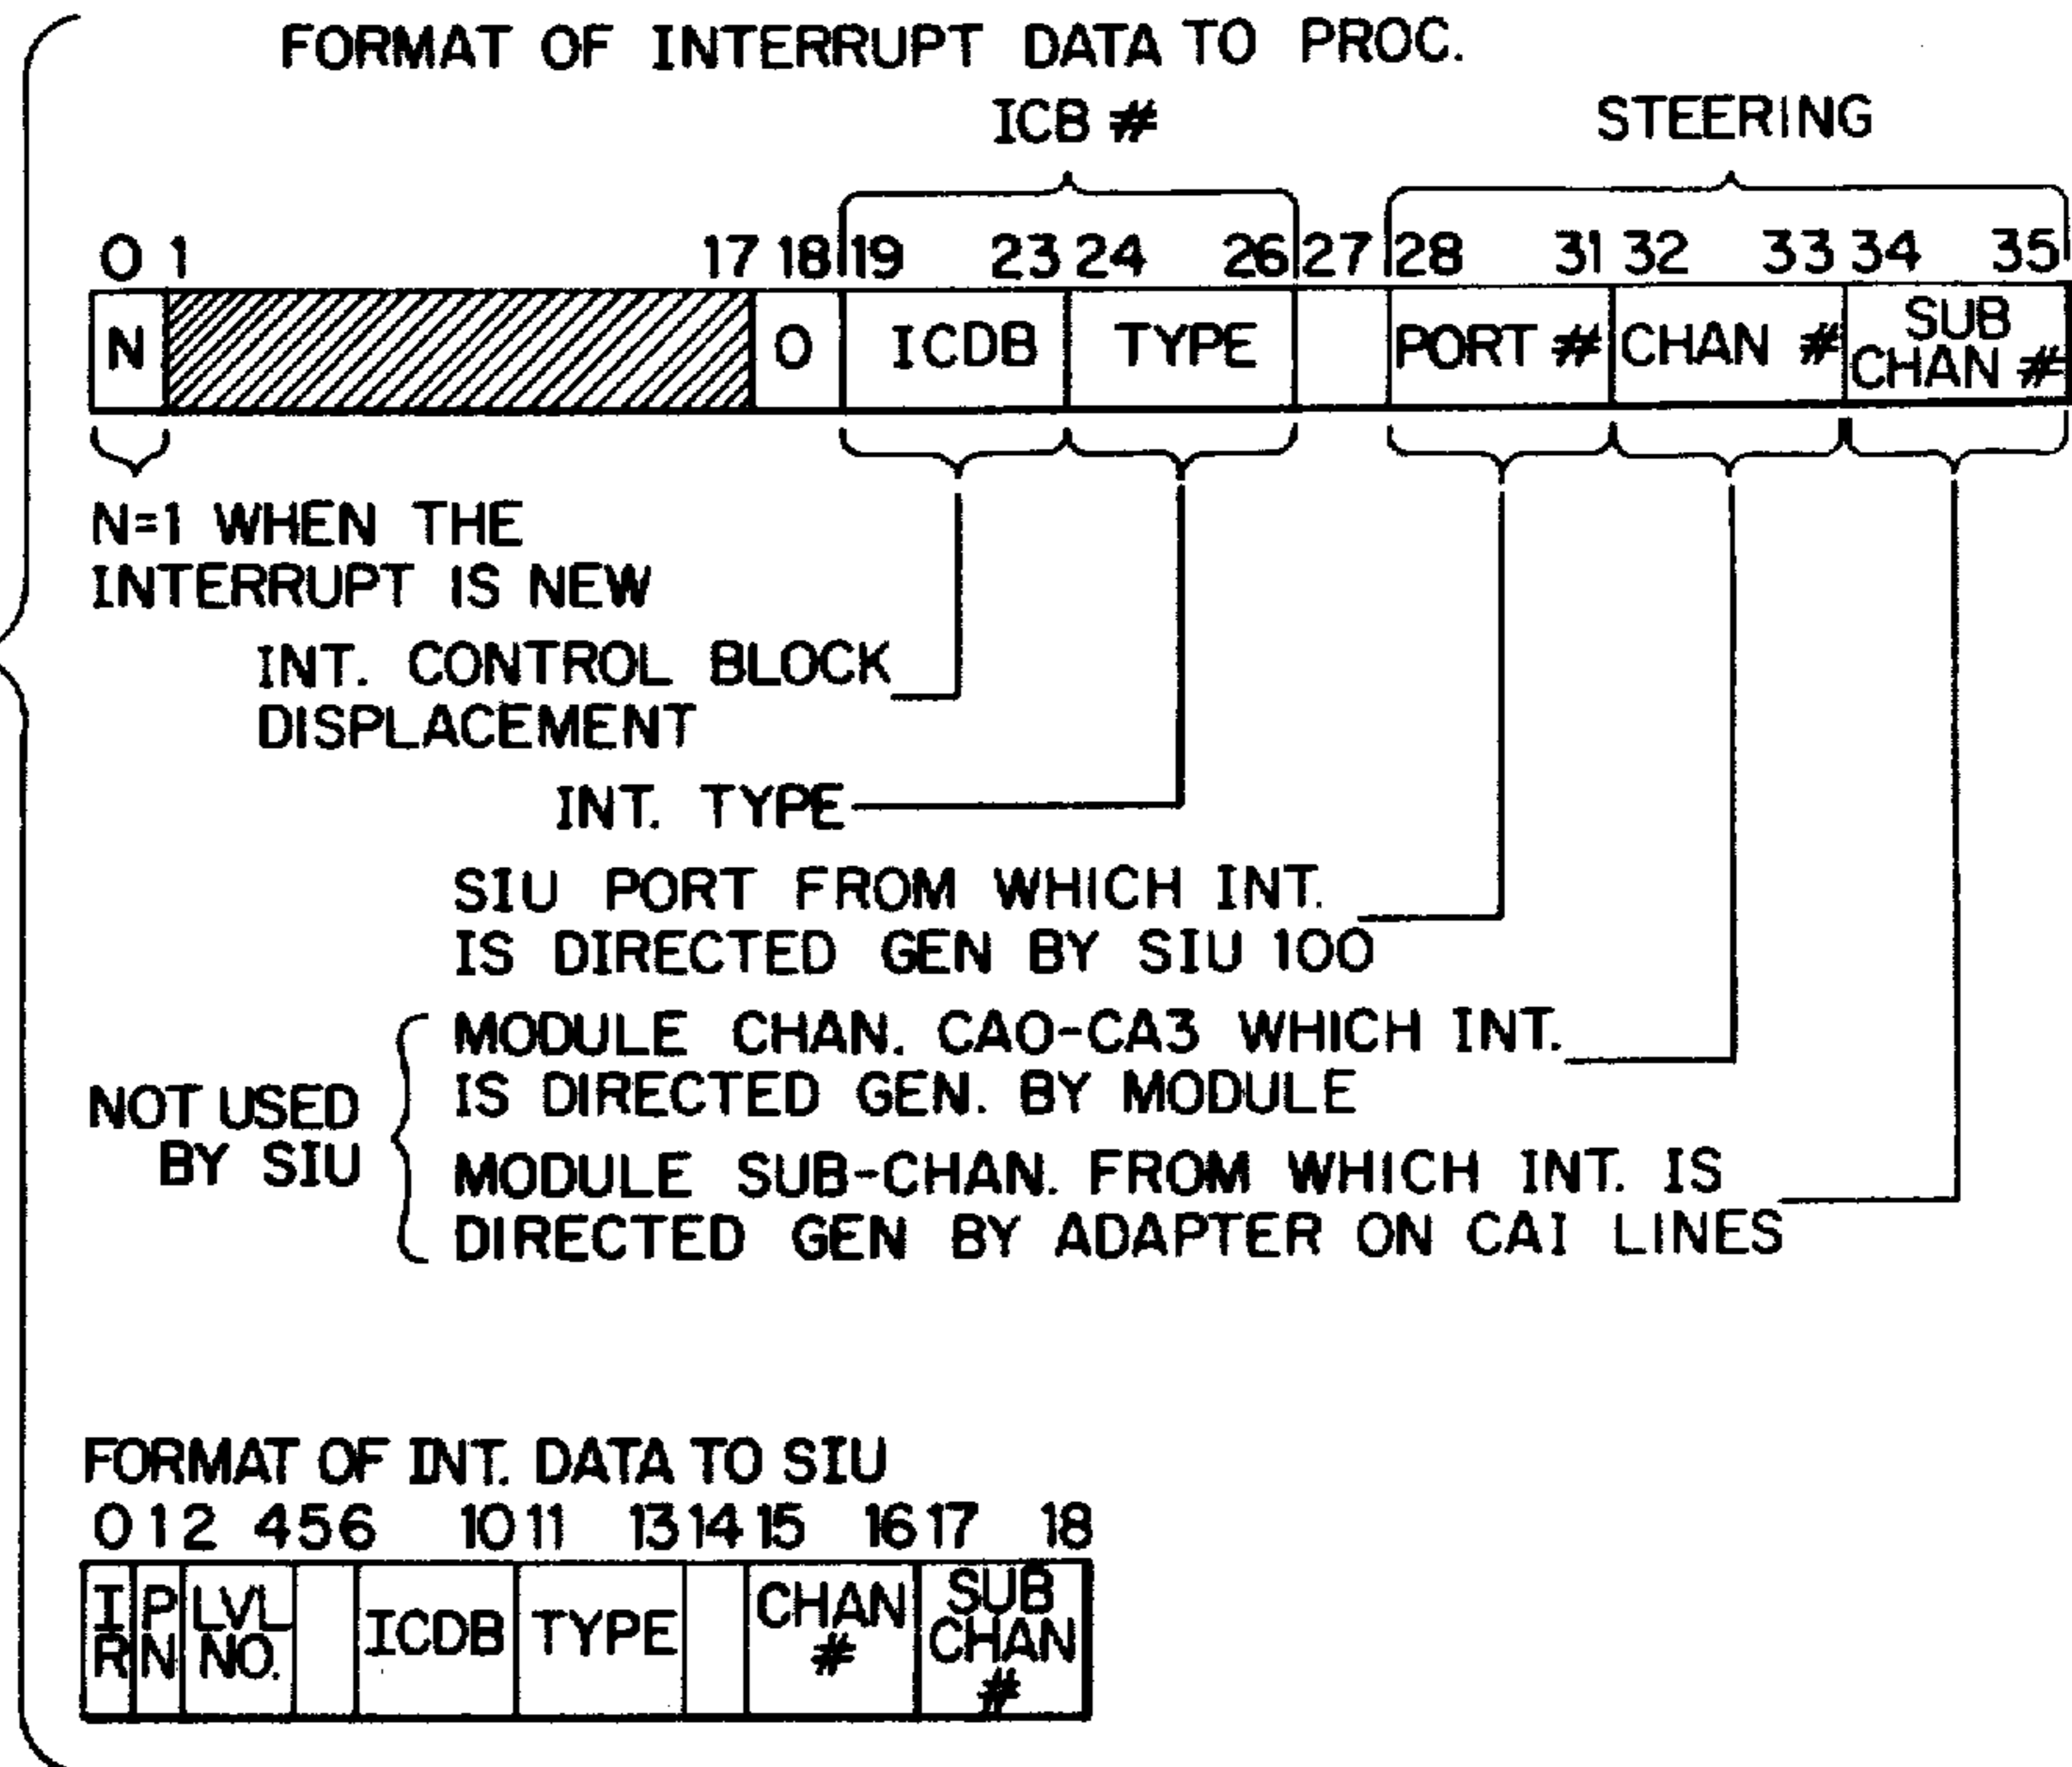 FORMAT OF INTERRUPT DATA TO PROC.
ICB #
STEERING
0 1 17 18 19 23 24 26 27 28 31 32 33 34 35
N 0 ICDB TYPE PORT # CHAN # SUB CHAN #
N=1 WHEN THE
INTERRUPT IS NEW
INT. CONTROL BLOCK
DISPLACEMENT
INT. TYPE
SIU PORT FROM WHICH INT.
IS DIRECTED GEN BY SIU 100
MODULE CHAN. CA0-CA3 WHICH INT.
IS DIRECTED GEN. BY MODULE
NOT USED
BY SIU
MODULE SUB-CHAN. FROM WHICH INT. IS
DIRECTED GEN BY ADAPTER ON CAI LINES
FORMAT OF INT. DATA TO SIU
0 1 2 4 5 6 10 11 13 14 15 16 17 18
IR PN LVL NO. ICDB TYPE CHAN # SUB CHAN #